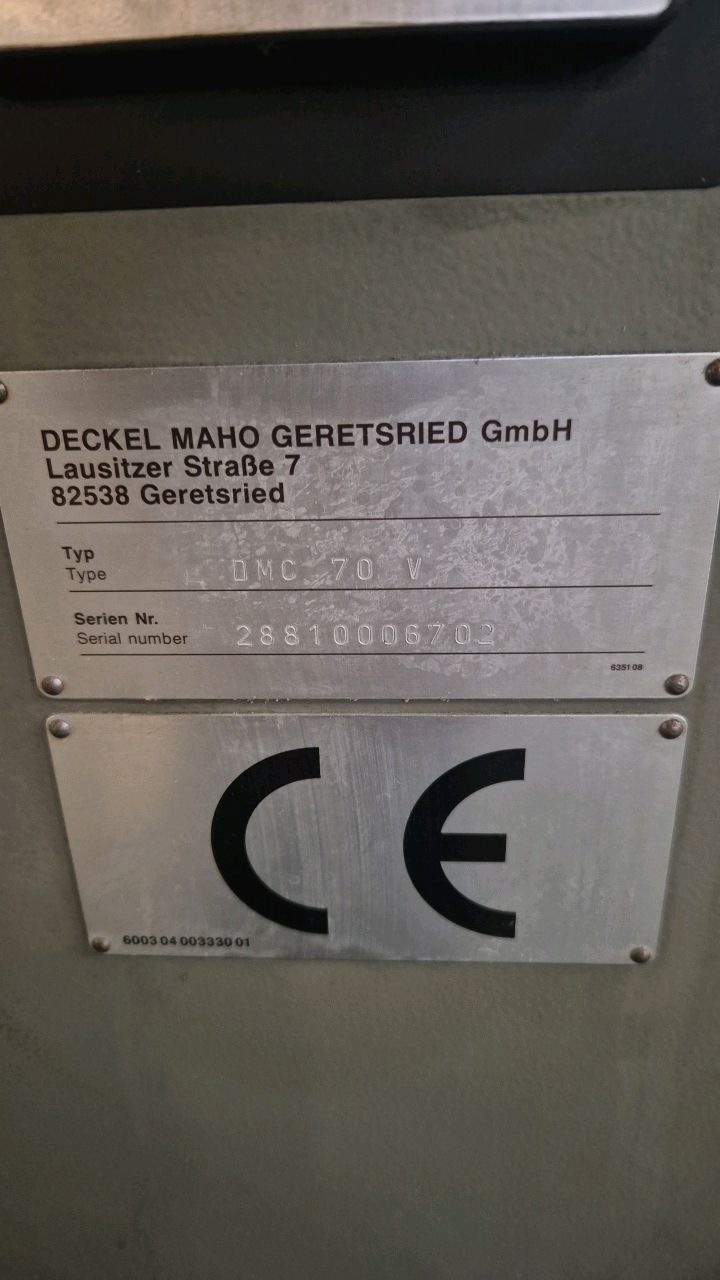 DECKEL MAHO GERETSRIED GmbH
Lausitzer Straße 7
82538 Geretsried
Typ
Type DMC 70 V
Serien Nr.
Serial number 28810006702
6351 08
CE
6003 04 003330 01